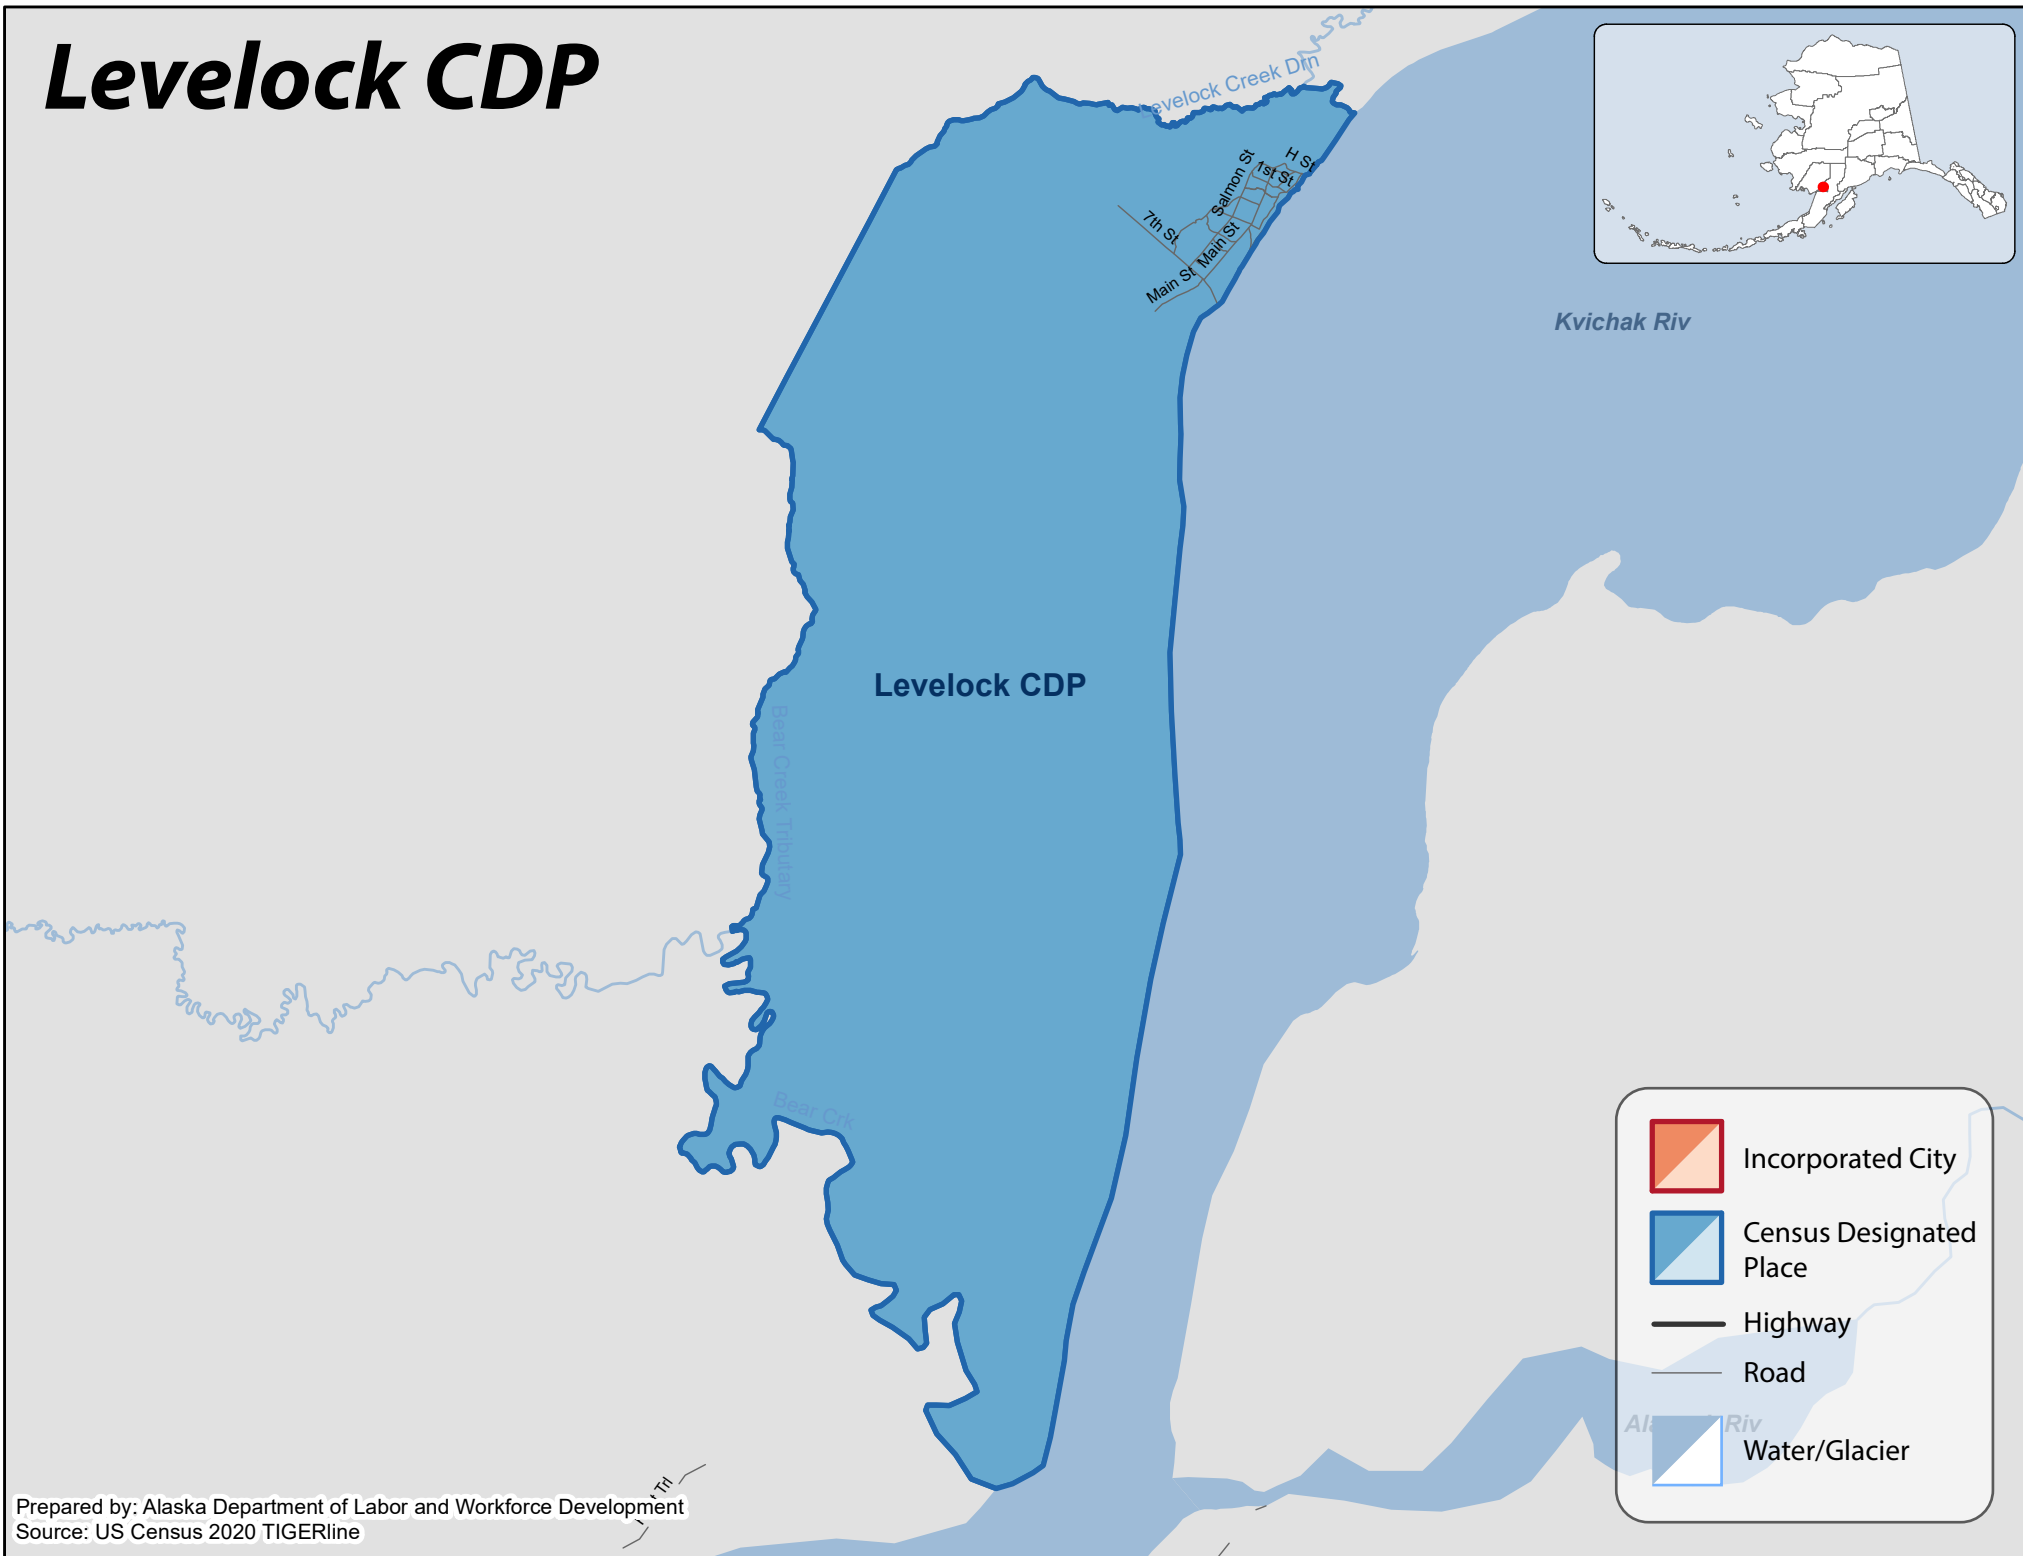 Levelock CDP
Levelock Creek Drn
H St
1st St
Salmon St
7th St
Main St
Main St
Kvichak Riv
Levelock CDP
Bear Creek Tributary
Bear Crk
Incorporated City
Census Designated
Place
Highway
Road
Riv
Water/Glacier
Trl
Prepared by: Alaska Department of Labor and Workforce Development
Source: US Census 2020 TIGERline